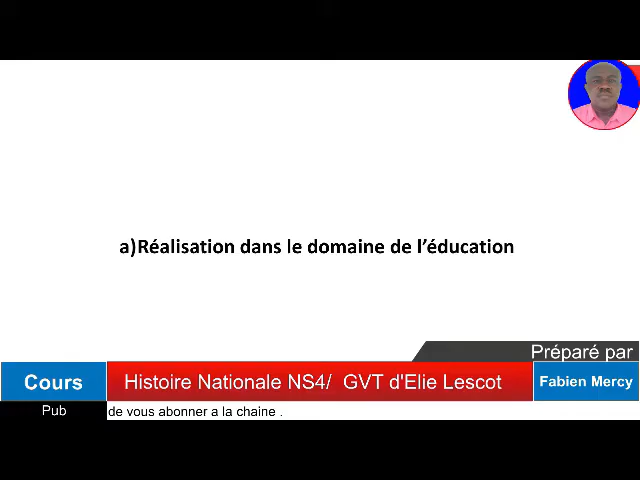 a)Réalisation dans le domaine de l’éducation
Préparé par
Cours
Histoire Nationale NS4/ GVT d'Elie Lescot
Fabien Mercy
Pub
de vous abonner a la chaine .